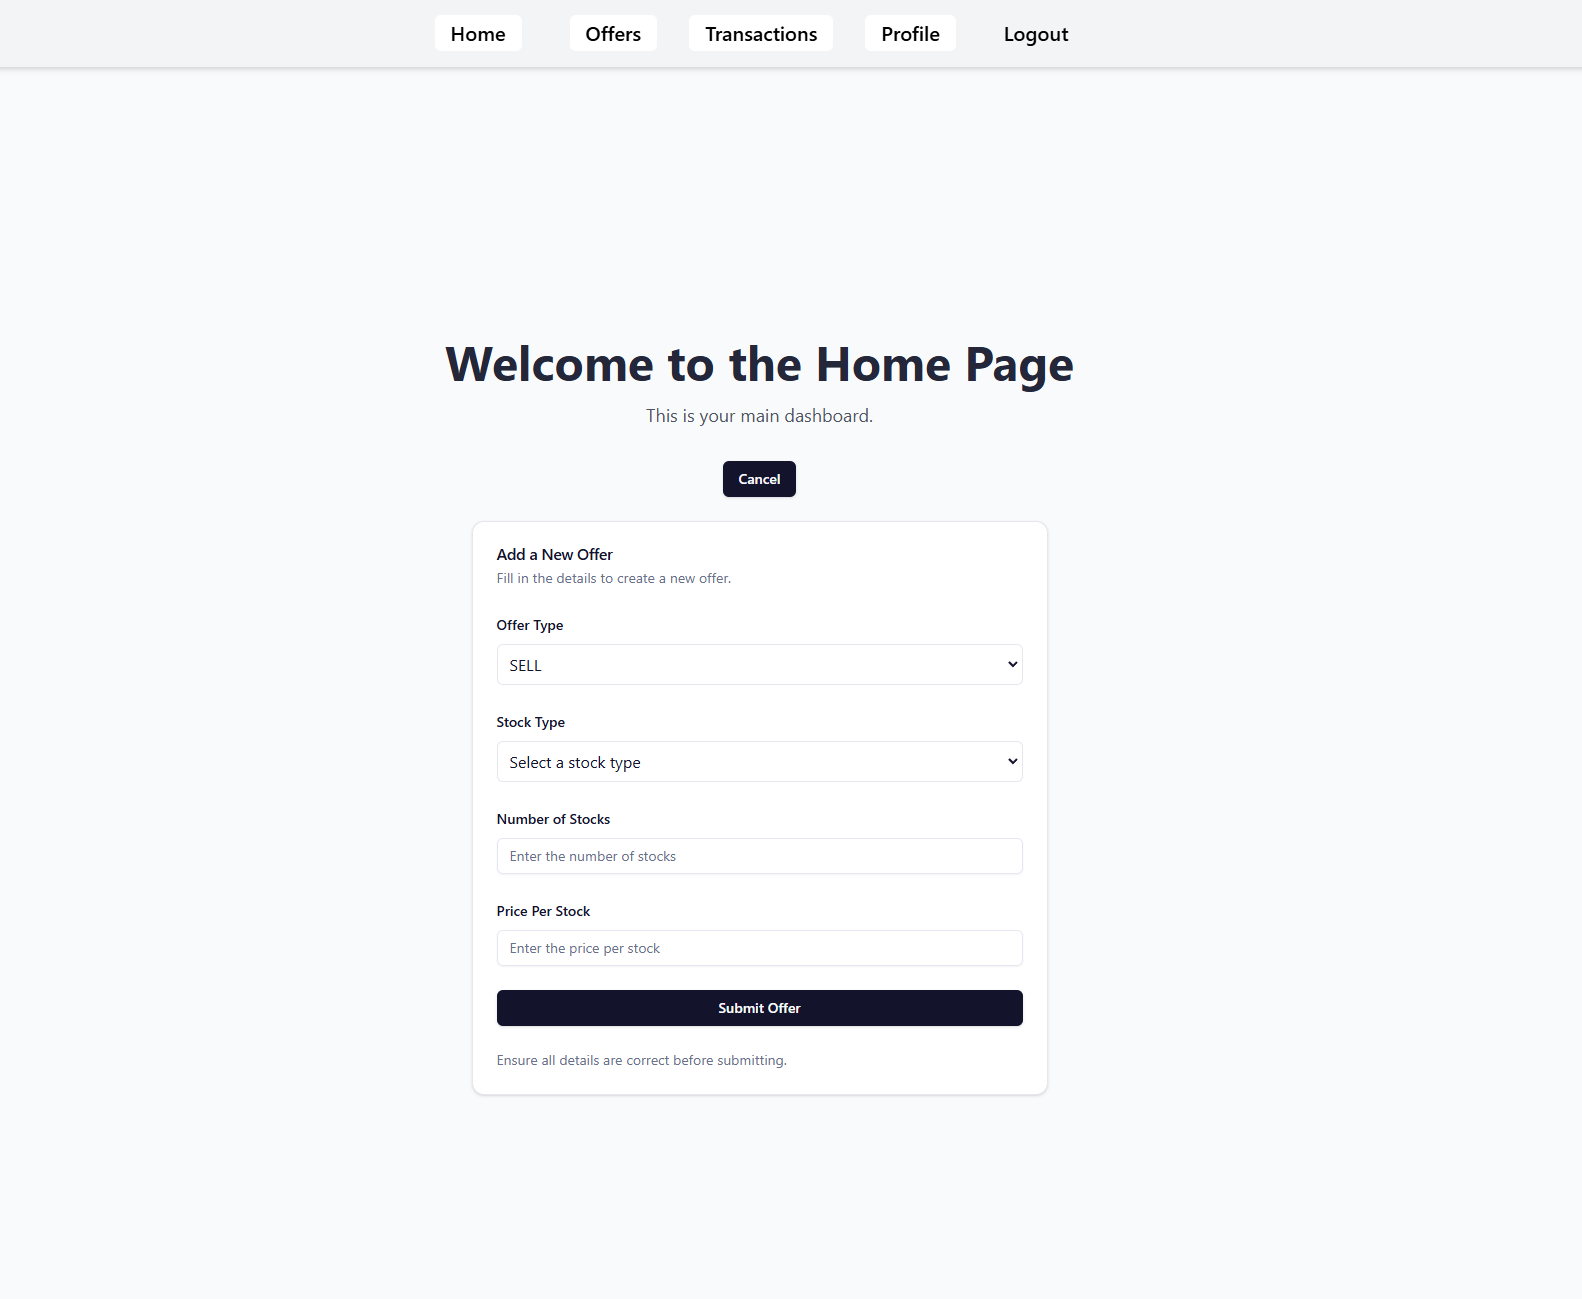 Home Offers Transactions Profile Logout
Welcome to the Home Page
This is your main dashboard.
Cancel
Add a New Offer
Fill in the details to create a new offer.
Offer Type
SELL
Stock Type
Select a stock type
Number of Stocks
Enter the number of stocks
Price Per Stock
Enter the price per stock
Submit Offer
Ensure all details are correct before submitting.